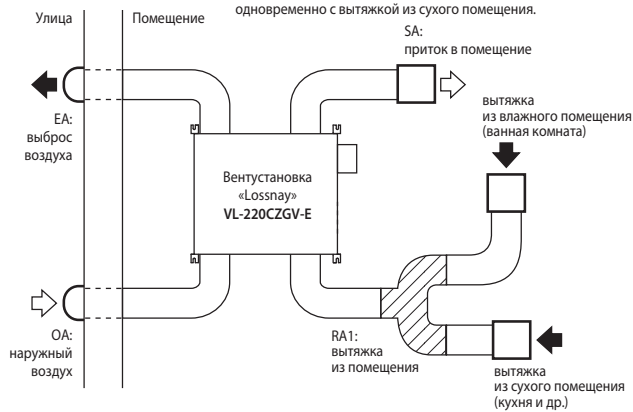 одновременно с вытяжкой из сухого помещения.
Улица
Помещение
SA:
приток в помещение
EA:
выброс
воздуха
вытяжка
из влажного помещения
(ванная комната)
Вентустановка
«Lossnay»
VL-220CZGV-E
OA:
наружный
воздух
RA1:
вытяжка
из помещения
вытяжка
из сухого помещения
(кухня и др.)